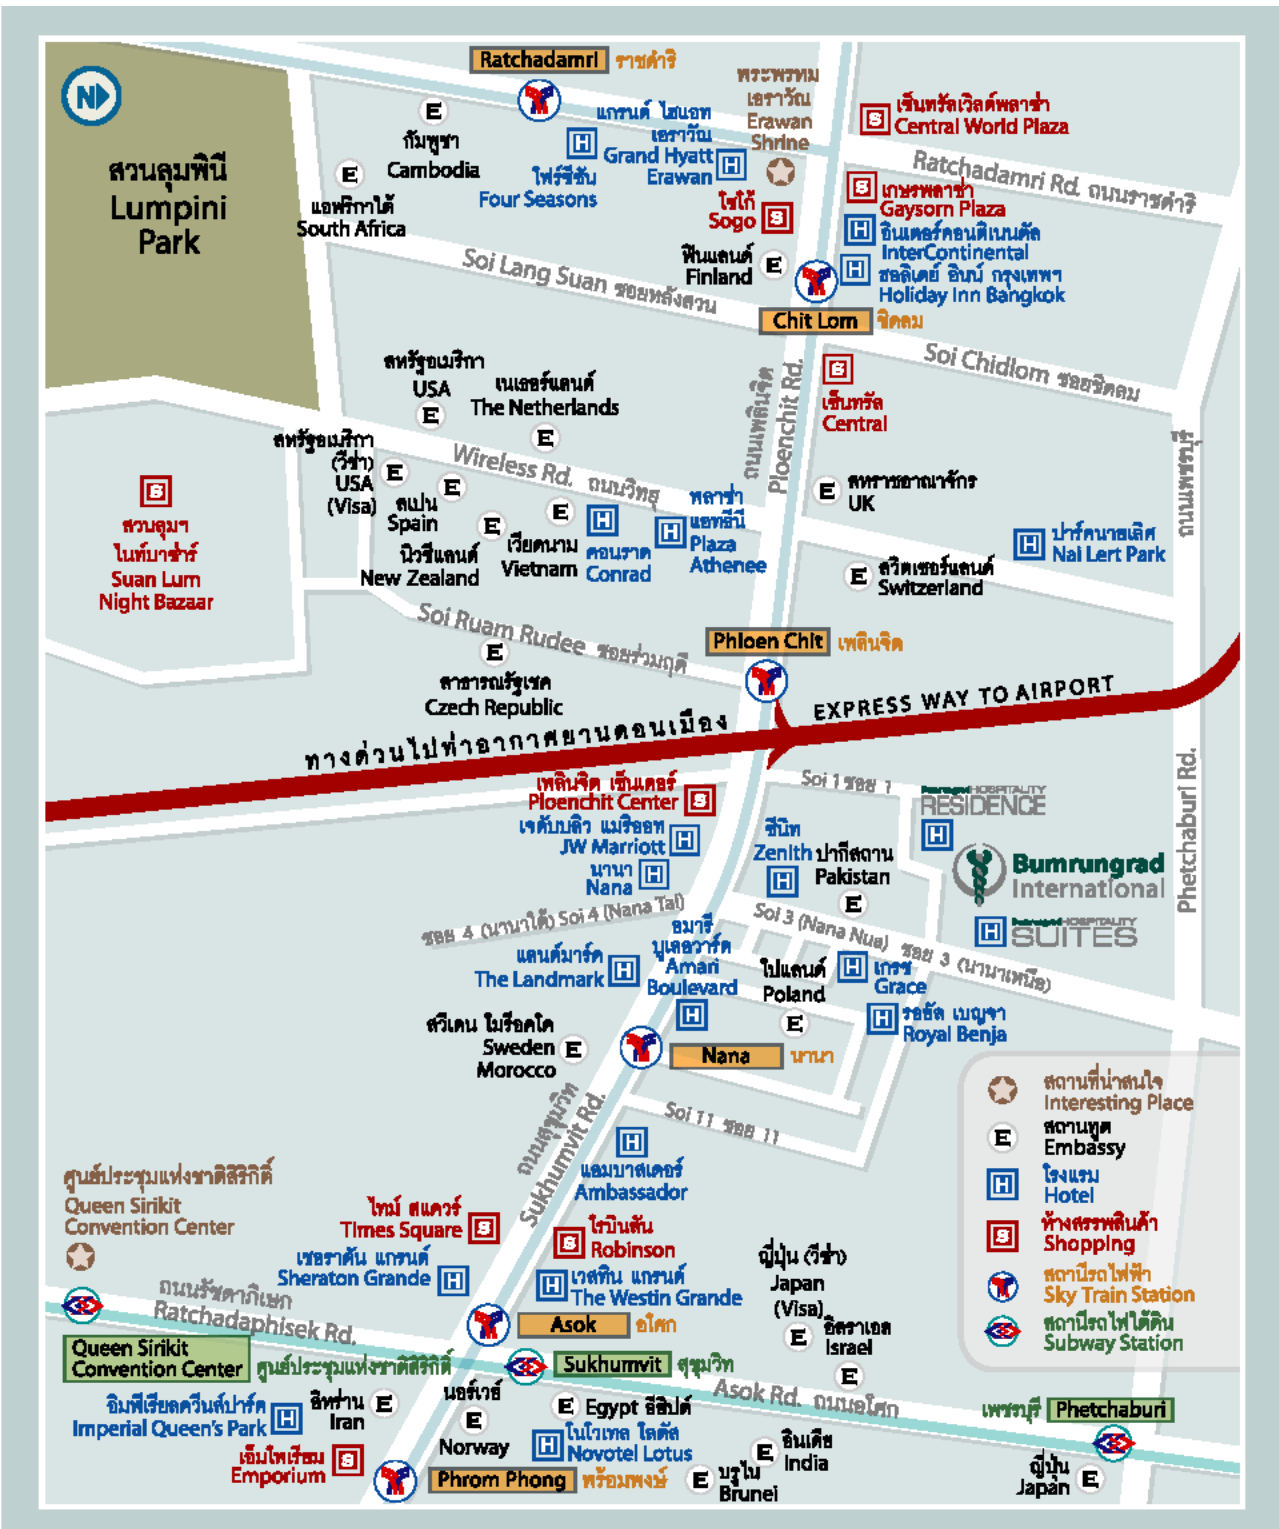 N
Ratchadamri ราชดำริ
พระพรหม
เอราวัณ
Erawan
Shrine
เซ็นทรัลเวิลด์พลาซ่า
Central World Plaza
E
กัมพูชา
Cambodia
แกรนด์ ไฮแอท
เอราวัณ
Grand Hyatt
Erawan
H
โฟร์ซีซัน
Four Seasons
Ratchadamri Rd. ถนนราชดำริ
สวนลุมพินี
Lumpini
Park
แอฟริกาใต้
South Africa
โซโก้
Sogo
เกษรพลาซ่า
Gaysorn Plaza
อินเตอร์คอนติเนนตัล
InterContinental
ฟินแลนด์
Finland
ฮอลิเดย์ อินน์ กรุงเทพฯ
Holiday Inn Bangkok
Soi Lang Suan ซอยหลังสวน
Chit Lom ชิดลม
Soi Chidlom ซอยชิดลม
สหรัฐอเมริกา
USA
เนเธอร์แลนด์
The Netherlands
ถนนเพลินจิต
Ploenchit Rd.
เซ็นทรัล
Central
สหรัฐอเมริกา
(วีซ่า)
USA
(Visa)
Wireless Rd. ถนนวิทยุ
ถนนเพชรบุรี
สหราชอาณาจักร
UK
สวนลุมฯ
ไนท์บาซ่าร์
Suan Lum
Night Bazaar
สเปน
Spain
นิวซีแลนด์
New Zealand
เวียดนาม
Vietnam
คอนราด
Conrad
พลาซ่า
แอทธินี
Plaza
Athenee
ปาร์คนายเลิศ
Nai Lert Park
สวิตเซอร์แลนด์
Switzerland
Soi Ruam Rudee ซอยร่วมฤดี
Phloen Chit เพลินจิต
สาธารณรัฐเชค
Czech Republic
ทางด่วนไปท่าอากาศยานดอนเมือง
EXPRESS WAY TO AIRPORT
Soi 1 ซอย 1
เพลินจิต เซ็นเตอร์
Ploenchit Center
HOSPITALITY
RESIDENCE
Phetchaburi Rd.
เจดับบลิว แมริออท
JW Marriott
ซีนิท
Zenith
ปากีสถาน
Pakistan
Bumrungrad
International
นานา
Nana
ซอย 4 (นานาใต้) Soi 4 (Nana Tai)
Soi 3 (Nana Nua) ซอย 3 (นานาเหนือ)
HOSPITALITY
SUITES
อมารี
บูเลอวาร์ด
Amari
Boulevard
แลนด์มาร์ค
The Landmark
โปแลนด์
Poland
เกรซ
Grace
รอยัล เบญจา
Royal Benja
สวีเดน โมร็อคโค
Sweden
Morocco
Nana นานา
ถนนสุขุมวิท
Sukhumvit Rd.
Soi 11 ซอย 11
แอมบาสเดอร์
Ambassador
สถานที่น่าสนใจ
Interesting Place
สถานทูต
Embassy
โรงแรม
Hotel
ห้างสรรพสินค้า
Shopping
สถานีรถไฟฟ้า
Sky Train Station
สถานีรถไฟใต้ดิน
Subway Station
ศูนย์ประชุมแห่งชาติสิริกิติ์
Queen Sirikit
Convention Center
ไทม์ สแควร์
Times Square
โรบินสัน
Robinson
เชอราตัน แกรนด์
Sheraton Grande
เวสทิน แกรนด์
The Westin Grande
ญี่ปุ่น (วีซ่า)
Japan
(Visa)
ถนนรัชดาภิเษก
Ratchadaphisek Rd.
Asok อโศก
อิสราเอล
Israel
Queen Sirikit
Convention Center
ศูนย์ประชุมแห่งชาติสิริกิติ์
Sukhumvit สุขุมวิท
Asok Rd. ถนนอโศก
เพชรบุรี Phetchaburi
อิมพีเรียลควีนส์ปาร์ค
Imperial Queen's Park
อิหร่าน
Iran
นอร์เวย์
Norway
Egypt อียิปต์
โนโวเทล โลตัส
Novotel Lotus
อินเดีย
India
เอ็มโพเรียม
Emporium
Phrom Phong พร้อมพงษ์
บรูไน
Brunei
ญี่ปุ่น
Japan